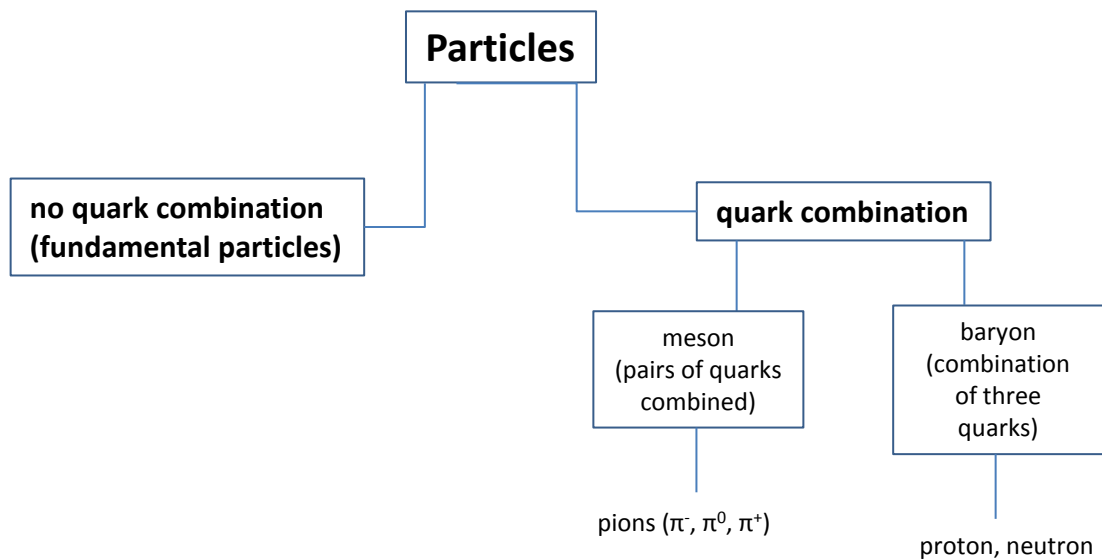 Particles
no quark combination
(fundamental particles)
quark combination
meson
(pairs of quarks
combined)
baryon
(combination
of three
quarks)
pions (π⁻, π⁰, π⁺)
proton, neutron